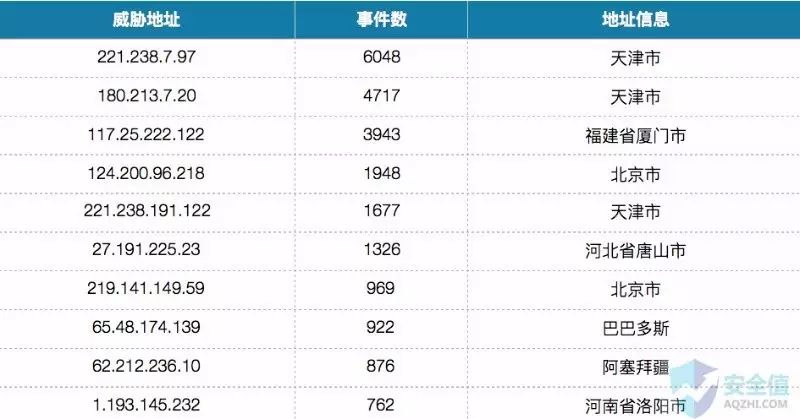 威胁地址 事件数 地址信息
221.238.7.97 6048 天津市
180.213.7.20 4717 天津市
117.25.222.122 3943 福建省厦门市
124.200.96.218 1948 北京市
221.238.191.122 1677 天津市
27.191.225.23 1326 河北省唐山市
219.141.149.59 969 北京市
65.48.174.139 922 巴巴多斯
62.212.236.10 876 阿塞拜疆
1.193.145.232 762 河南省洛阳市
安全值
AQZHI.COM